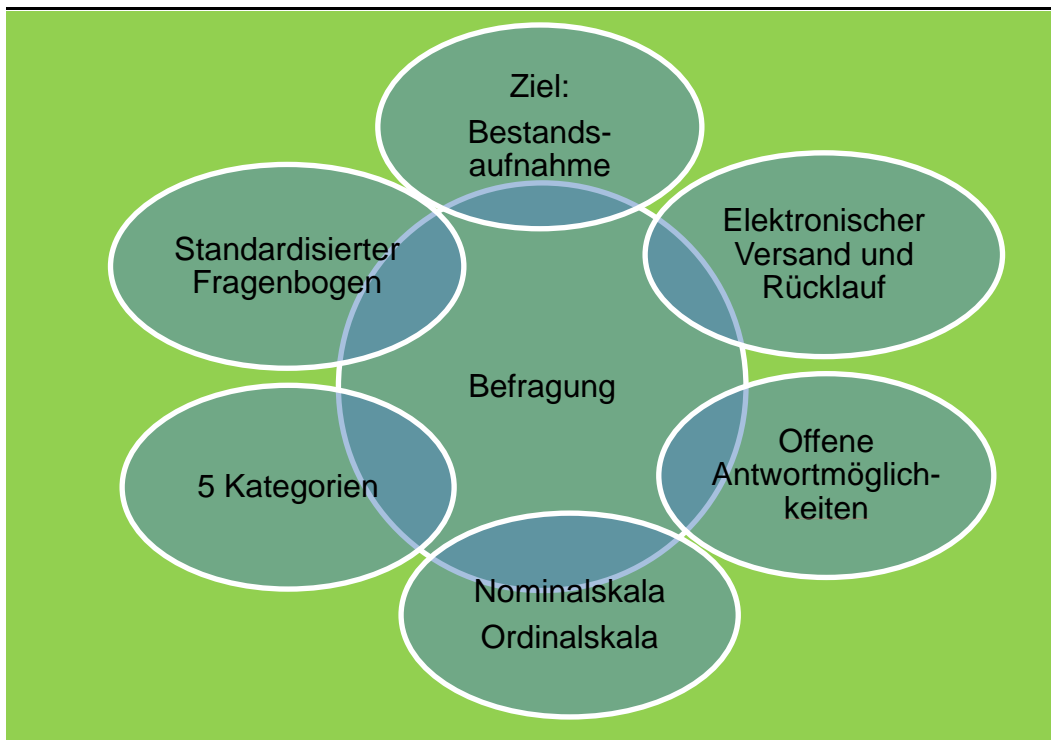 Ziel:
Bestands-
aufnahme
Elektronischer
Versand und
Rücklauf
Offene
Antwortmöglich-
keiten
Nominalskala
Ordinalskala
5 Kategorien
Standardisierter
Fragenbogen
Befragung